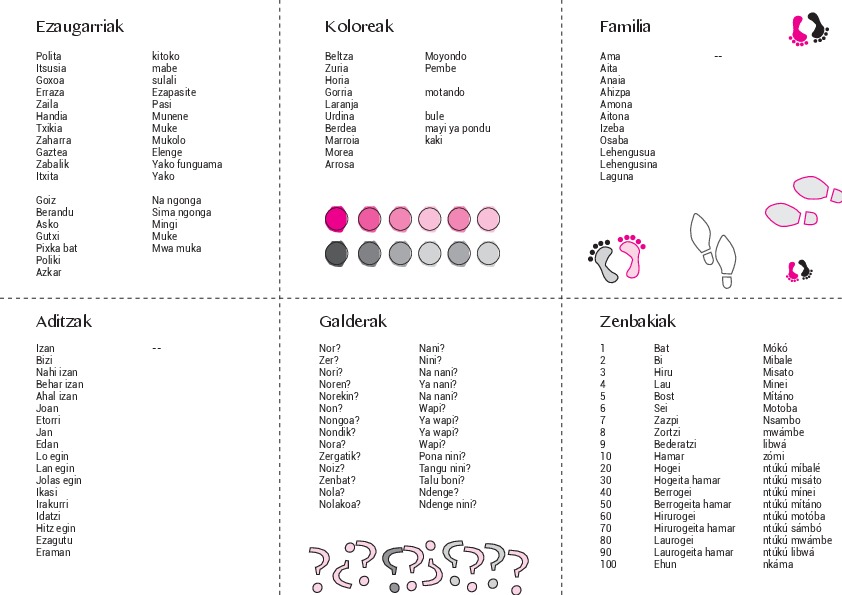 Ezaugarriak
Polita kitoko
Itsusia mabe
Goxoa sulali
Erraza Ezapasite
Zaila Pasi
Handia Munene
Txikia Muke
Zaharra Mukolo
Gaztea Elenge
Zabalik Yako funguama
Itxita Yako
Goiz Na ngonga
Berandu Sima ngonga
Asko Mingi
Gutxi Muke
Pixka bat Mwa muka
Poliki
Azkar
Koloreak
Beltza Moyondo
Zuria Pembe
Horia
Gorria motando
Laranja
Urdina bule
Berdea mayi ya pondu
Marroia kaki
Morea
Arrosa
Familia
Ama --
Aita
Anaia
Ahizpa
Amona
Aitona
Izeba
Osaba
Lehengusua
Lehengusina
Laguna
Aditzak
Izan --
Bizi
Nahi izan
Behar izan
Ahal izan
Joan
Etorri
Jan
Edan
Lo egin
Lan egin
Jolas egin
Ikasi
Irakurri
Idatzi
Hitz egin
Ezagutu
Eraman
Galderak
Nor? Nani?
Zer? Nini?
Nori? Na nani?
Noren? Ya nani?
Norekin? Na nani?
Non? Wapi?
Nongoa? Ya wapi?
Nondik? Ya wapi?
Nora? Wapi?
Zergatik? Pona nini?
Noiz? Tangu nini?
Zenbat? Talu boni?
Nola? Ndenge?
Nolakoa? Ndenge nini?
Zenbakiak
1 Bat Mókó
2 Bi Mibale
3 Hiru Misato
4 Lau Minei
5 Bost Mítáno
6 Sei Motoba
7 Zazpi Nsambo
8 Zortzi mwámbe
9 Bederatzi libwá
10 Hamar zómi
20 Hogei ntúkú míbalé
30 Hogeita hamar ntúkú mísáto
40 Berrogei ntúkú mínei
50 Berrogeita hamar ntúkú mítáno
60 Hirurogei ntúkú motóba
70 Hirurogeita hamar ntúkú sámbó
80 Laurogei ntúkú mwámbe
90 Laurogeita hamar ntúkú libwá
100 Ehun nkáma